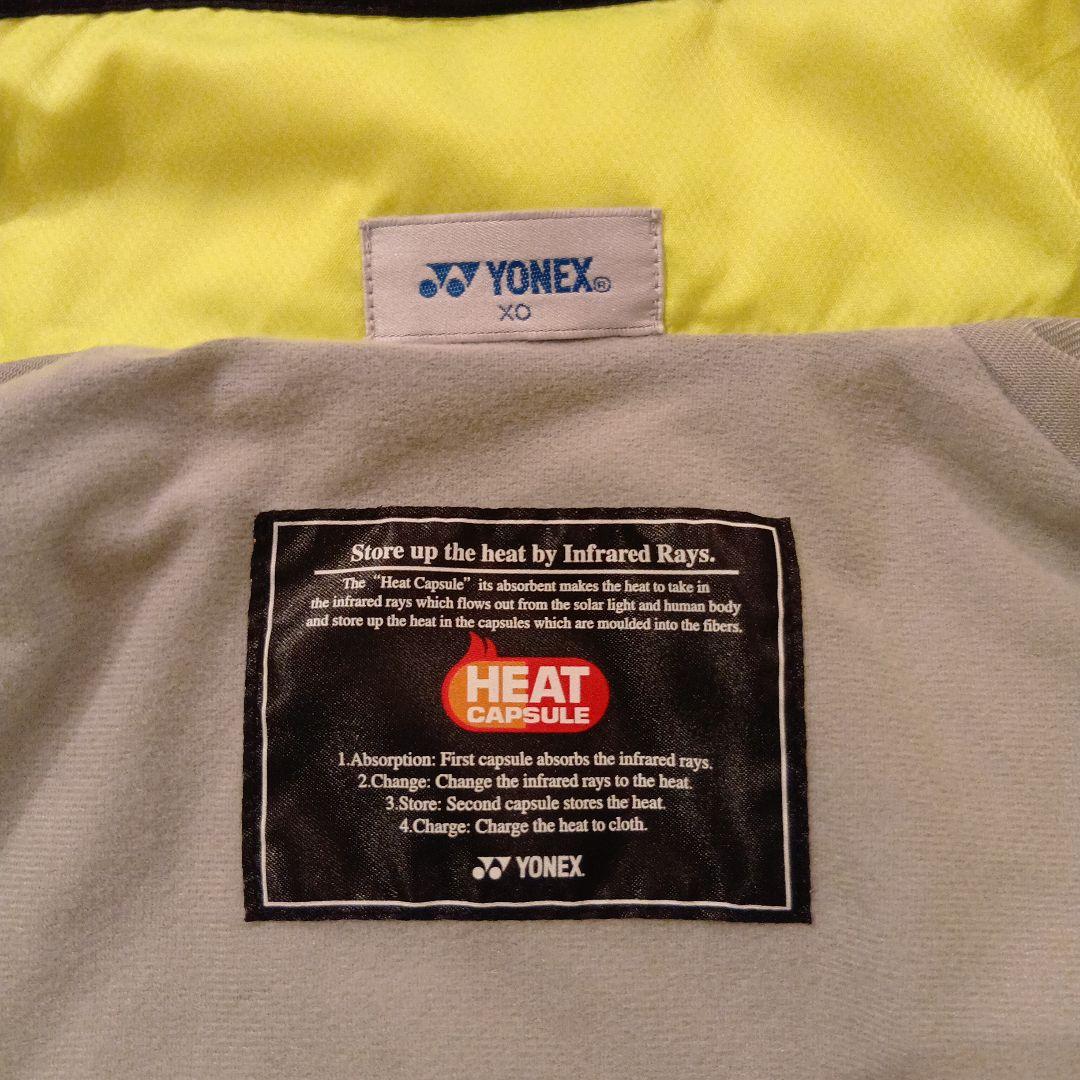 YONEX®
XO
Store up the heat by Infrared Rays.
The "Heat Capsule" its absorbent makes the heat to take in
the infrared rays which flows out from the solar light and human body
and store up the heat in the capsules which are moulded into the fibers.
HEAT
CAPSULE
1.Absorption: First capsule absorbs the infrared rays.
2.Change: Change the infrared rays to the heat.
3.Store: Second capsule stores the heat.
4.Charge: Charge the heat to cloth.
YONEX